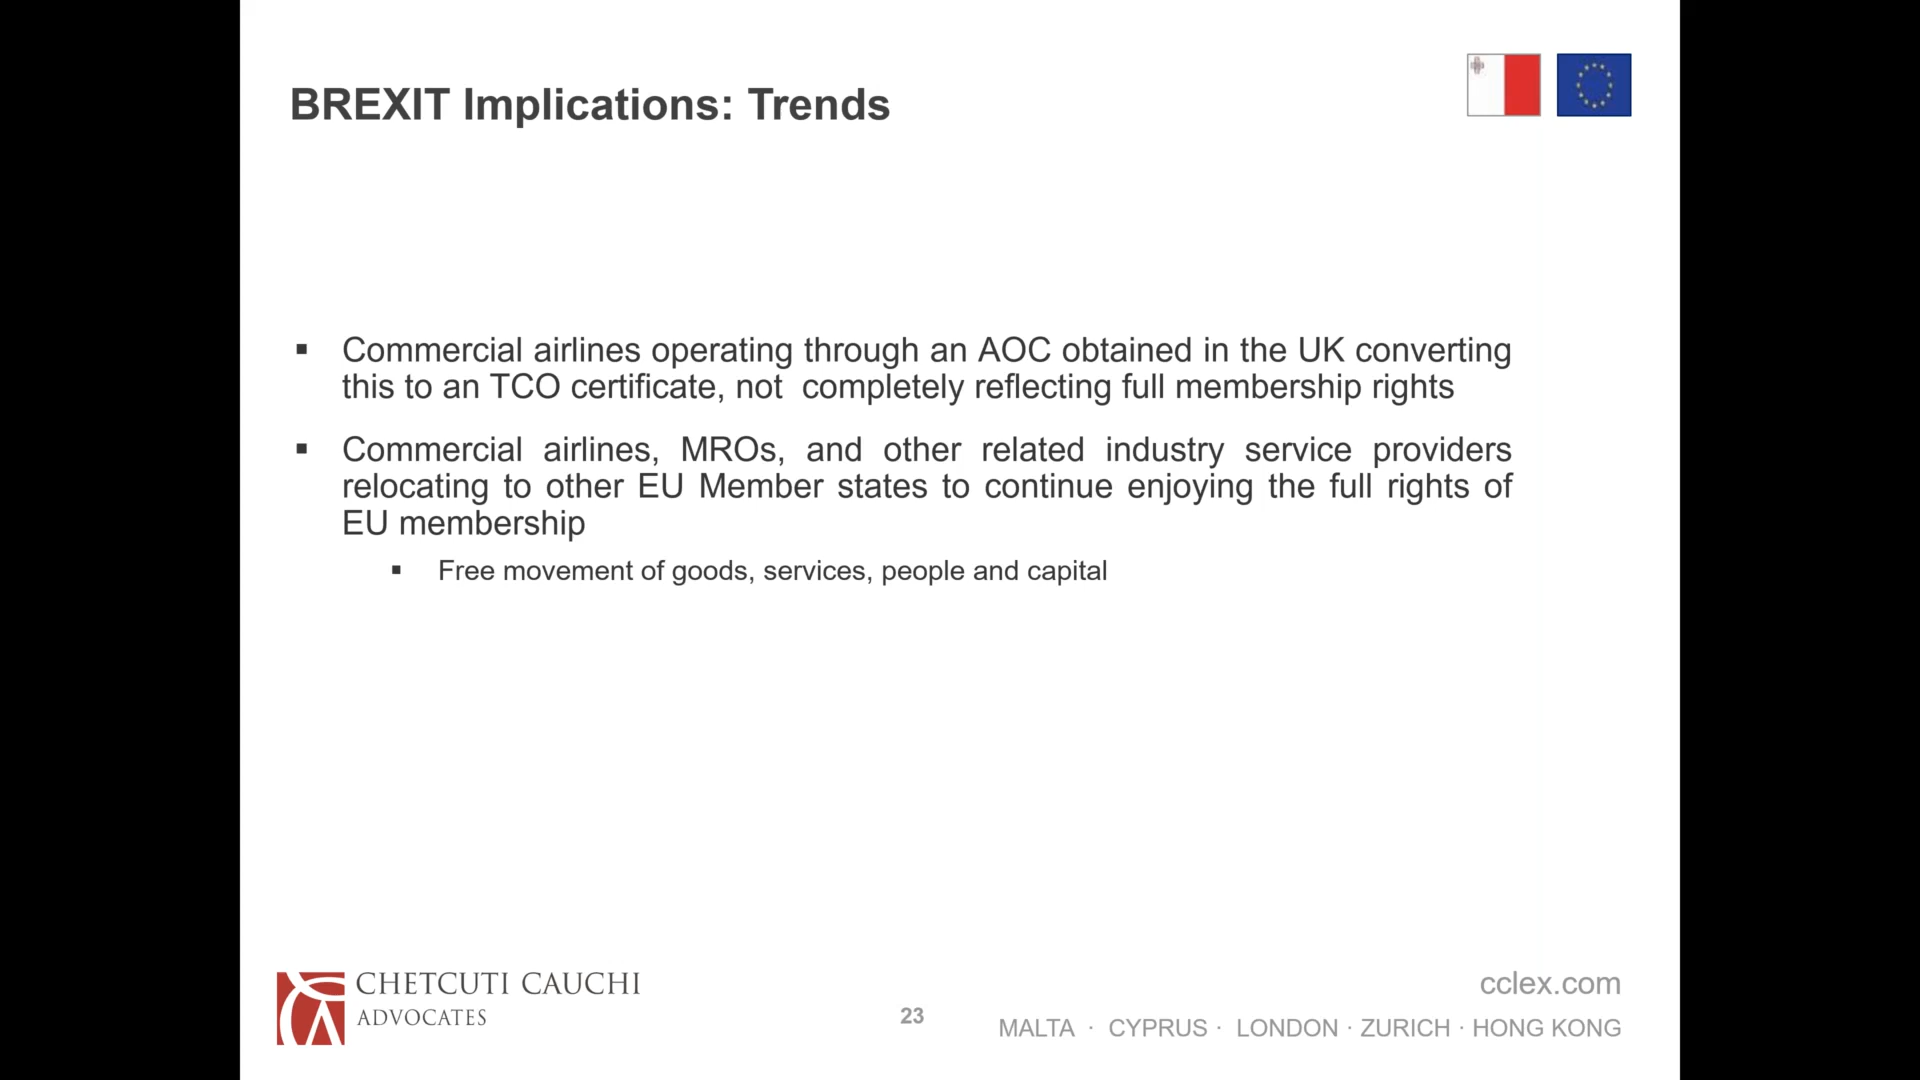 BREXIT Implications: Trends
▪ Commercial airlines operating through an AOC obtained in the UK converting
this to an TCO certificate, not  completely reflecting full membership rights
▪ Commercial airlines, MROs, and other related industry service providers
relocating to other EU Member states to continue enjoying the full rights of
EU membership
▪ Free movement of goods, services, people and capital
CHETCUTI CAUCHI
ADVOCATES
23
cclex.com
MALTA · CYPRUS · LONDON · ZURICH · HONG KONG